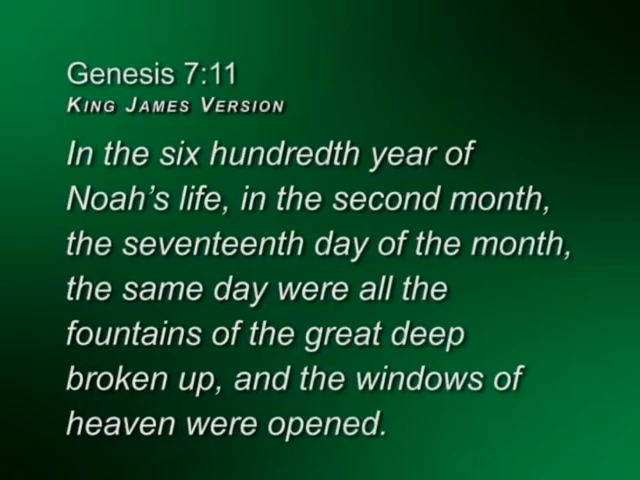 Genesis 7:11
KING JAMES VERSION
In the six hundredth year of
Noah’s life, in the second month,
the seventeenth day of the month,
the same day were all the
fountains of the great deep
broken up, and the windows of
heaven were opened.